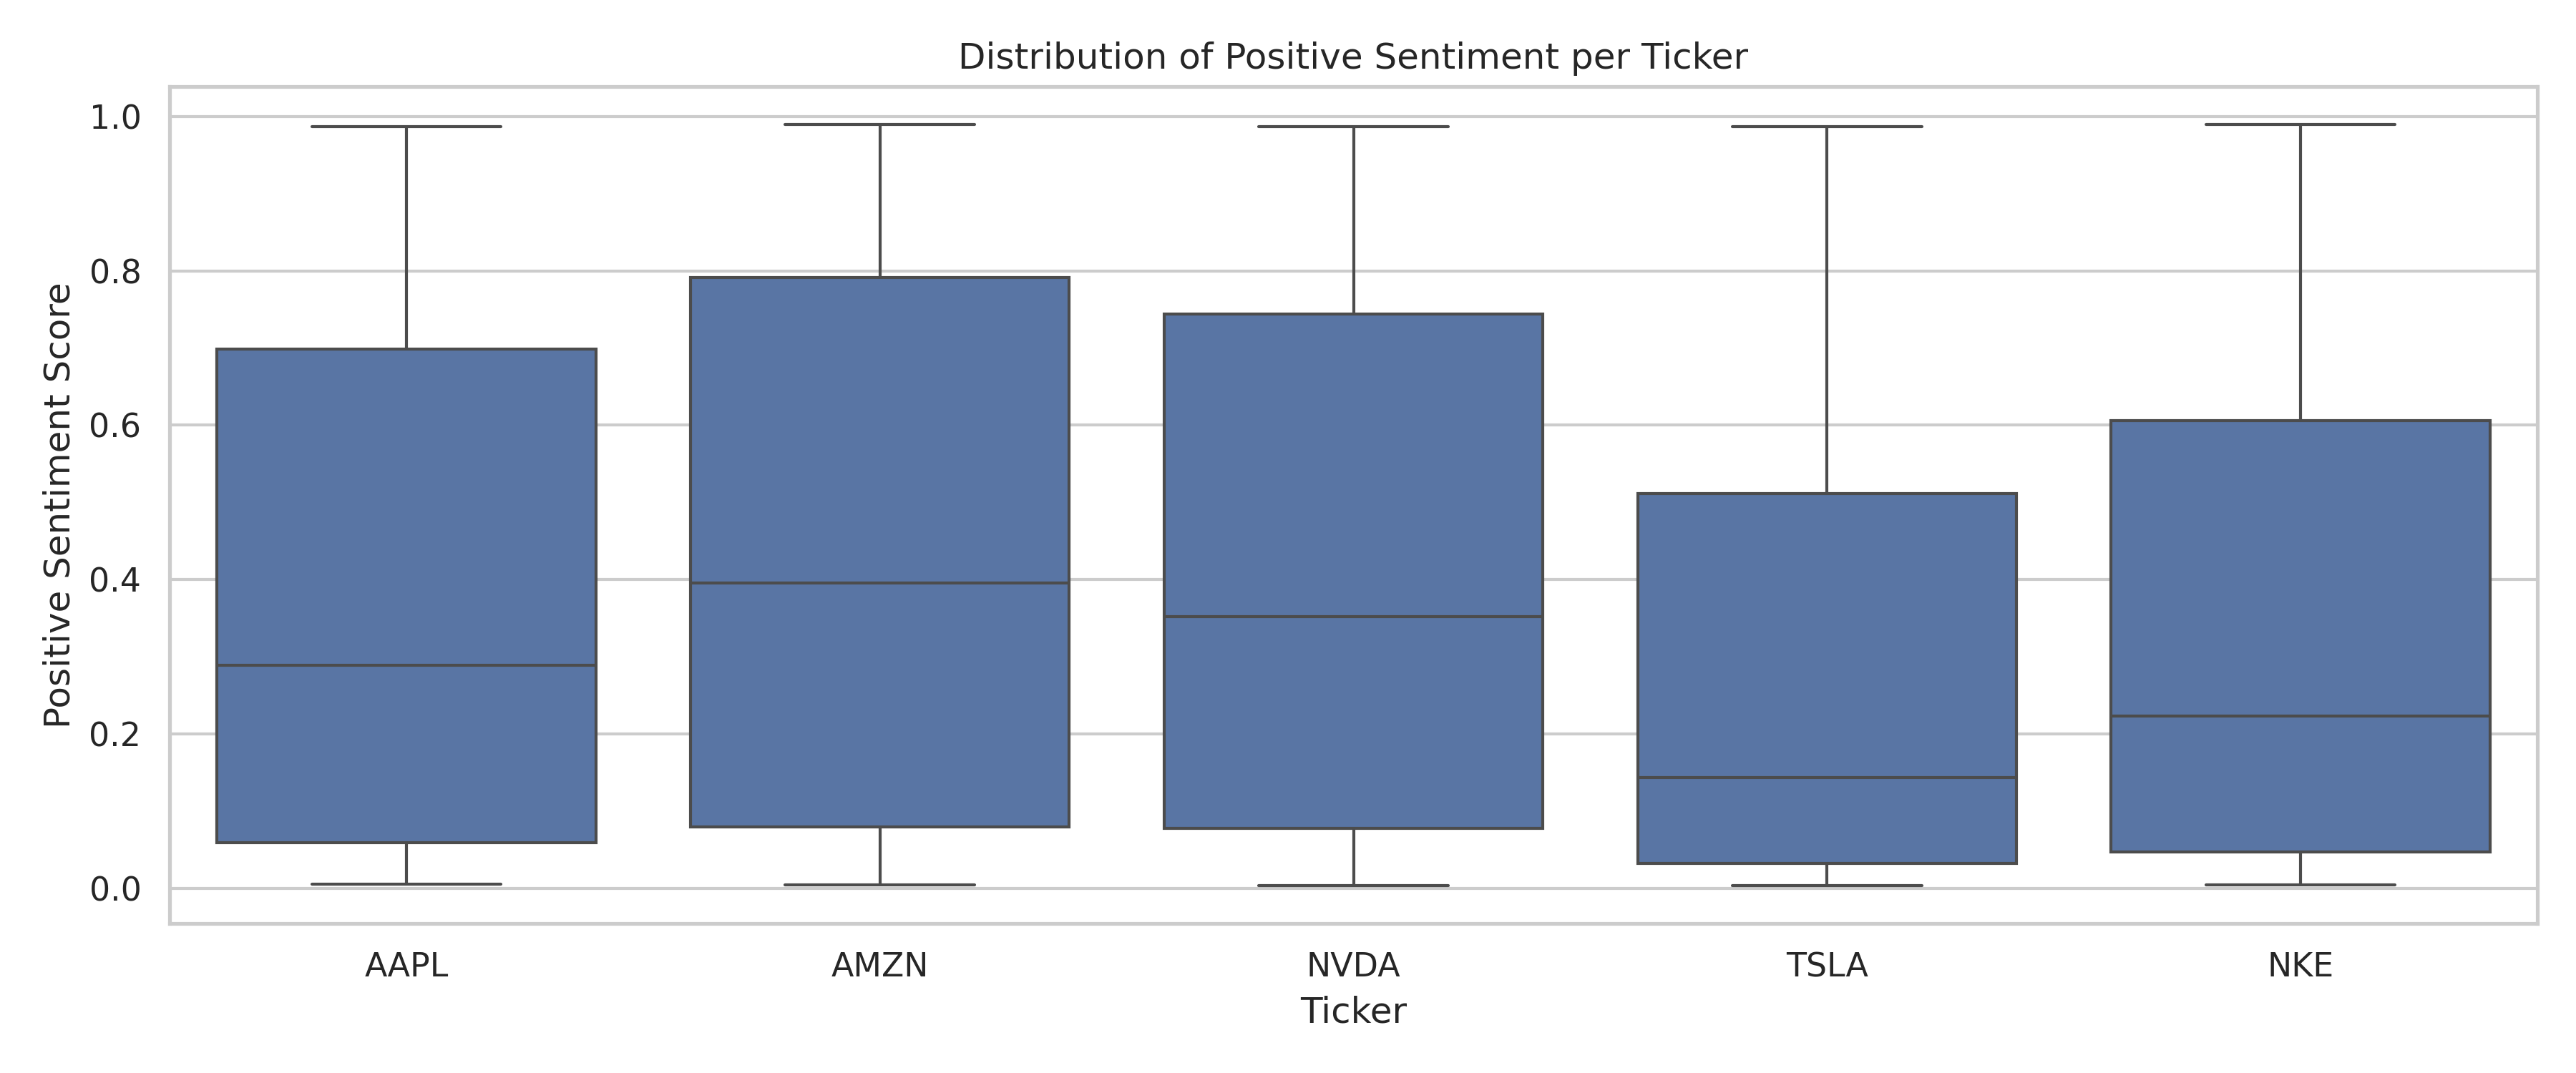 Distribution of Positive Sentiment per Ticker
Positive Sentiment Score
1.0
0.8
0.6
0.4
0.2
0.0
AAPL AMZN NVDA TSLA NKE
Ticker